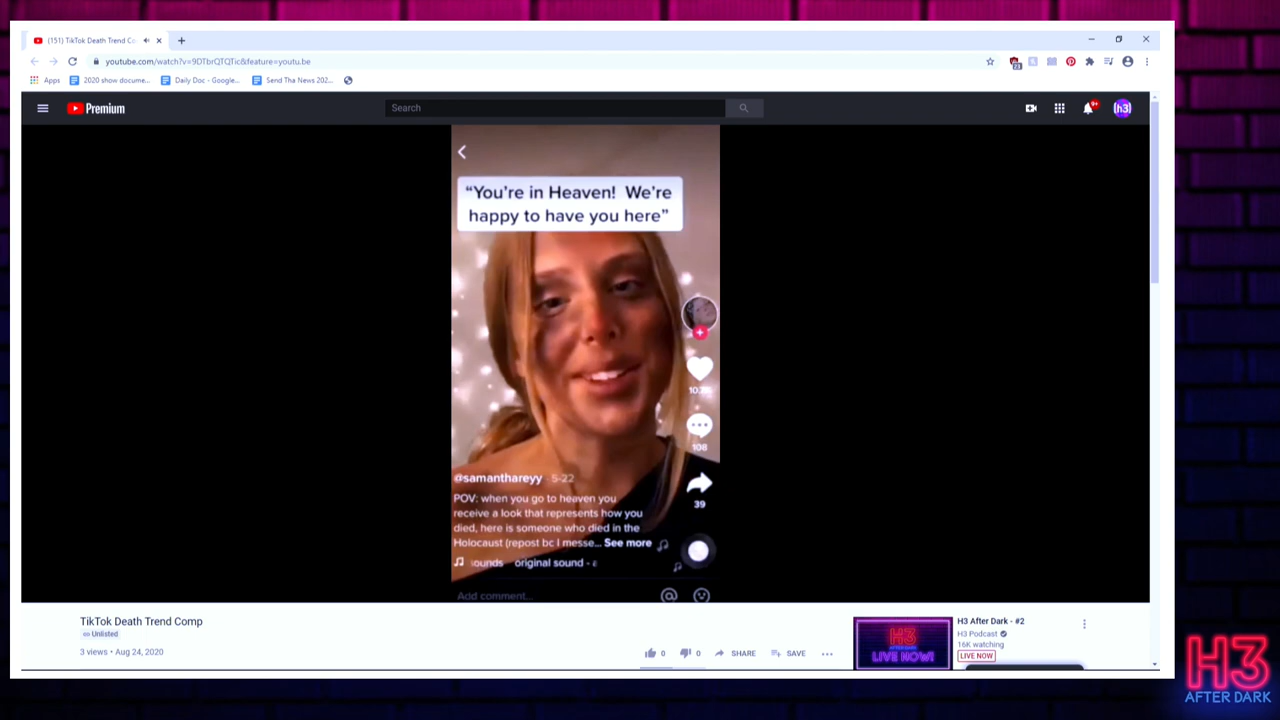 (151) TikTok Death Trend Co
youtube.com/watch?v=9DTbrQTQTic&feature=youtu.be
Apps 2020 show docume... Daily Doc - Google... Send Tha News 202...
Premium
Search
9+
h3
"You're in Heaven! We're
happy to have you here"
108
39
@samanthareyy · 5-22
POV: when you go to heaven you
receive a look that represents how you
died, here is someone who died in the
Holocaust (repost bc I messe... See more
sounds original sound -
Add comment...
TikTok Death Trend Comp
Unlisted
3 views • Aug 24, 2020
0 0 SHARE SAVE
H3
LIVE NOW!
H3 After Dark - #2
H3 Podcast
16K watching
LIVE NOW
H3
AFTER DARK